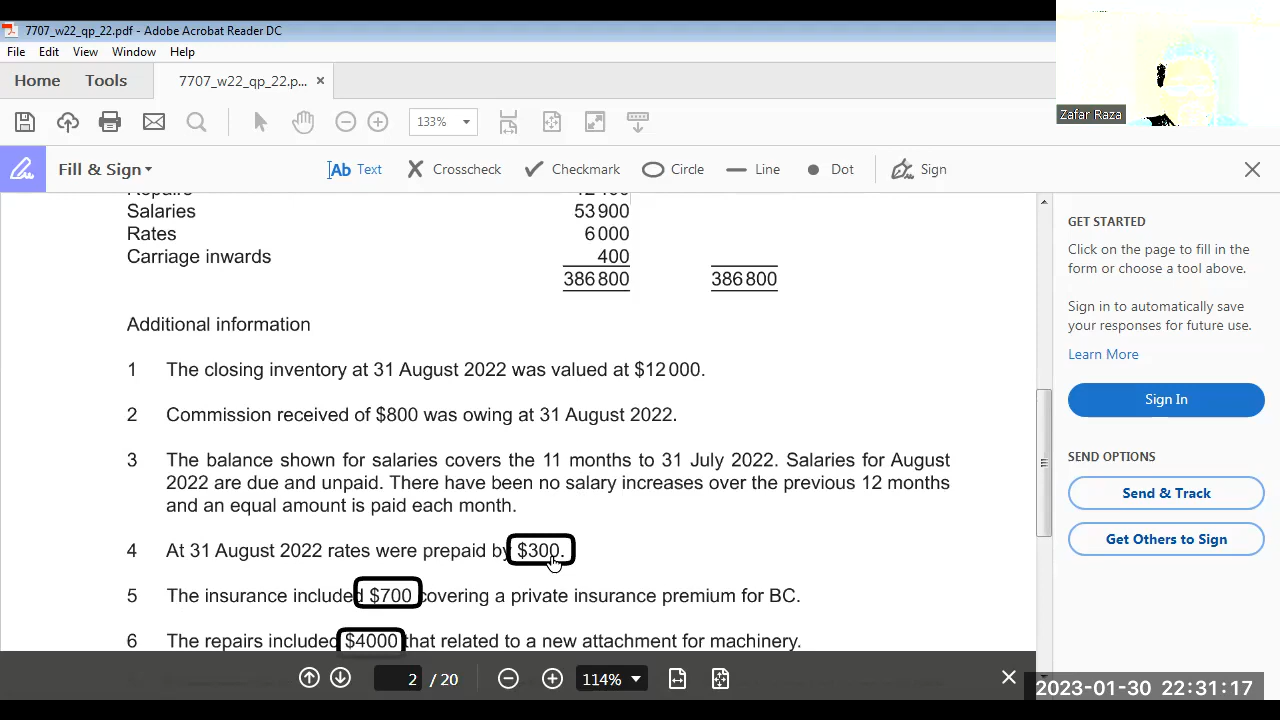 7707_w22_qp_22.pdf - Adobe Acrobat Reader DC
File Edit View Window Help
Home Tools 7707_w22_qp_22.p... ×
133%
Zafar Raza
Fill & Sign Ab Text Crosscheck Checkmark Circle Line Dot Sign
Repairs
Salaries 53 900
Rates 6 000
Carriage inwards 400
386 800 386 800
Additional information
1 The closing inventory at 31 August 2022 was valued at $12 000.
2 Commission received of $800 was owing at 31 August 2022.
3 The balance shown for salaries covers the 11 months to 31 July 2022. Salaries for August
2022 are due and unpaid. There have been no salary increases over the previous 12 months
and an equal amount is paid each month.
4 At 31 August 2022 rates were prepaid by $300.
5 The insurance included $700 covering a private insurance premium for BC.
6 The repairs included $4000 that related to a new attachment for machinery.
GET STARTED
Click on the page to fill in the
form or choose a tool above.
Sign in to automatically save
your responses for future use.
Learn More
Sign In
SEND OPTIONS
Send & Track
Get Others to Sign
2 / 20 114%
2023-01-30 22:31:17